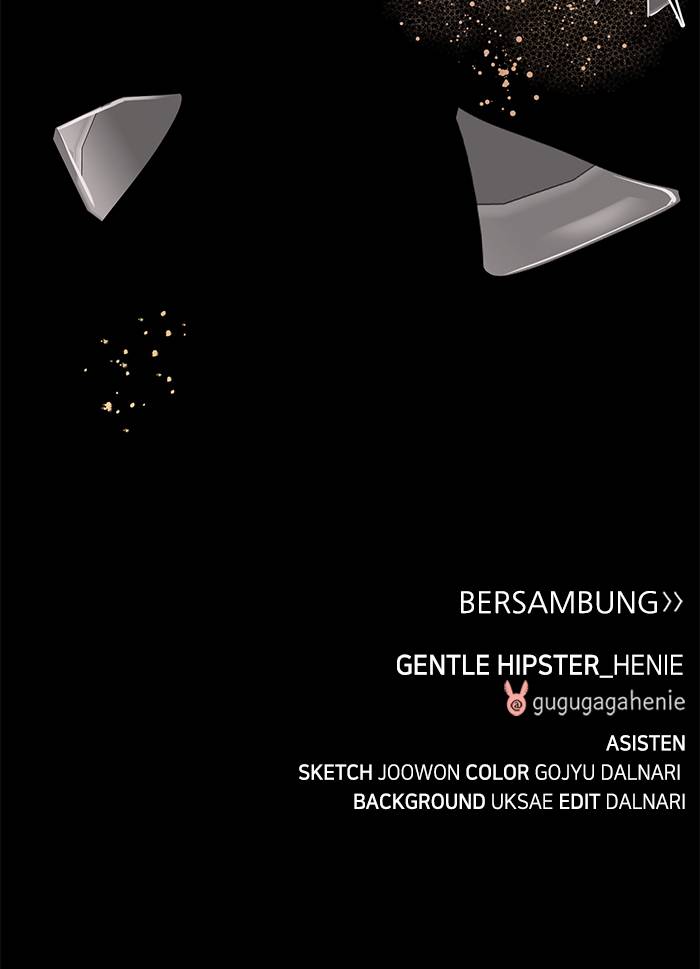 BERSAMBUNG>>
GENTLE HIPSTER_HENIE
@ gugugagahenie
ASISTEN
SKETCH JOOWON COLOR GOJYU DALNARI
BACKGROUND UKSAE EDIT DALNARI